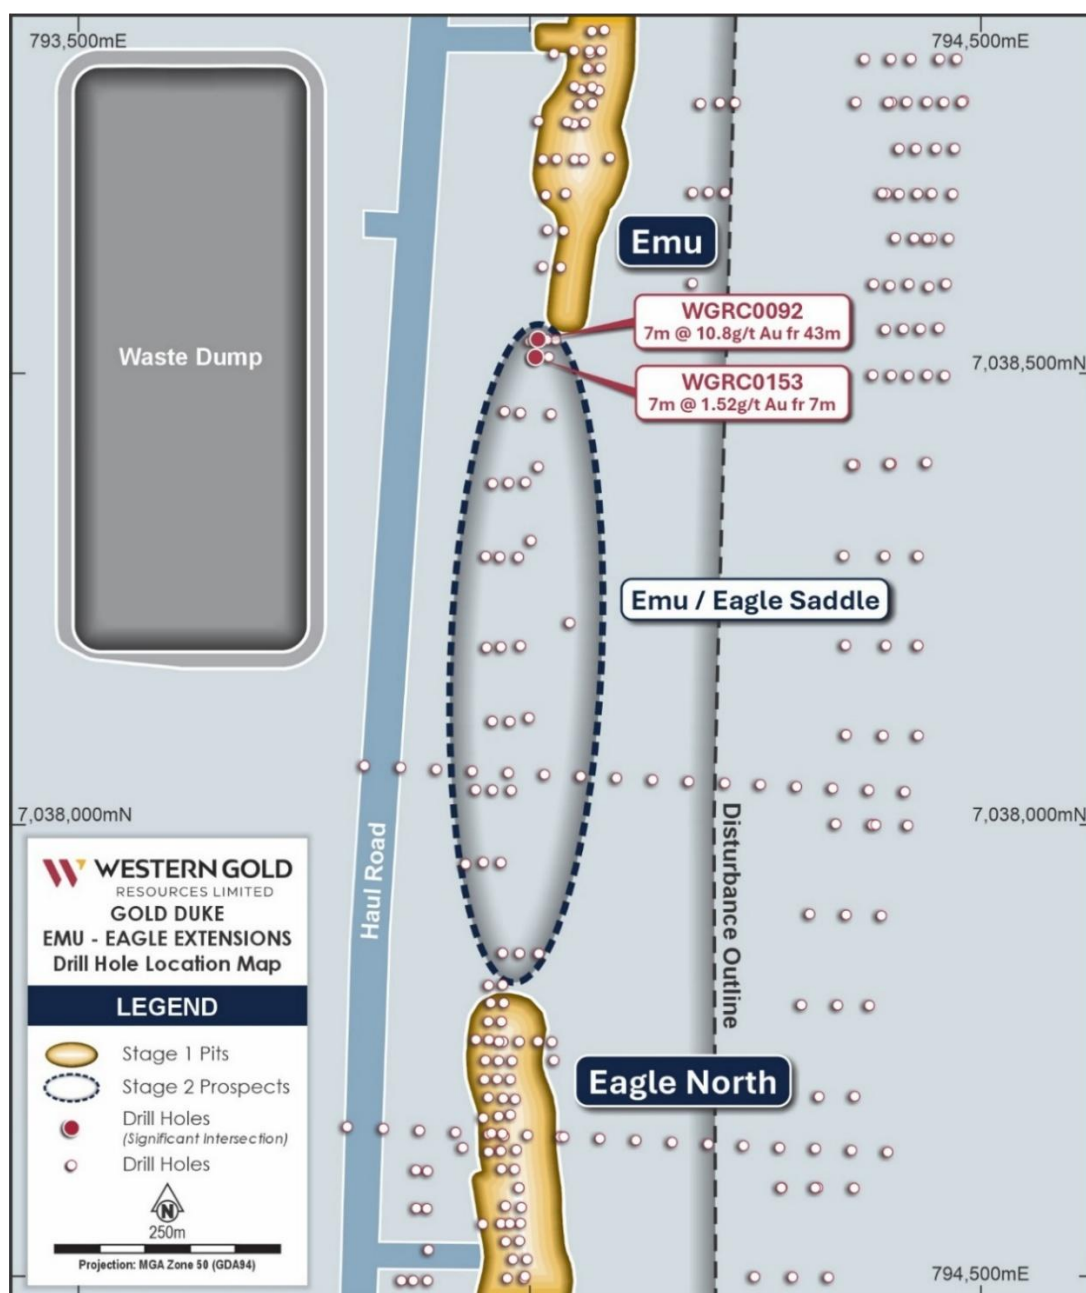 793,500mE
794,500mE
Emu
WGRC0092
7m @ 10.8g/t Au fr 43m
Waste Dump
7,038,500mN
WGRC0153
7m @ 1.52g/t Au fr 7m
Emu / Eagle Saddle
7,038,000mN
7,038,000mN
Disturbance Outline
Haul Road
WESTERN GOLD
RESOURCES LIMITED
GOLD DUKE
EMU - EAGLE EXTENSIONS
Drill Hole Location Map
LEGEND
Stage 1 Pits
Stage 2 Prospects
Drill Holes
(Significant Intersection)
Drill Holes
N
250m
Projection: MGA Zone 50 (GDA94)
Eagle North
794,500mE